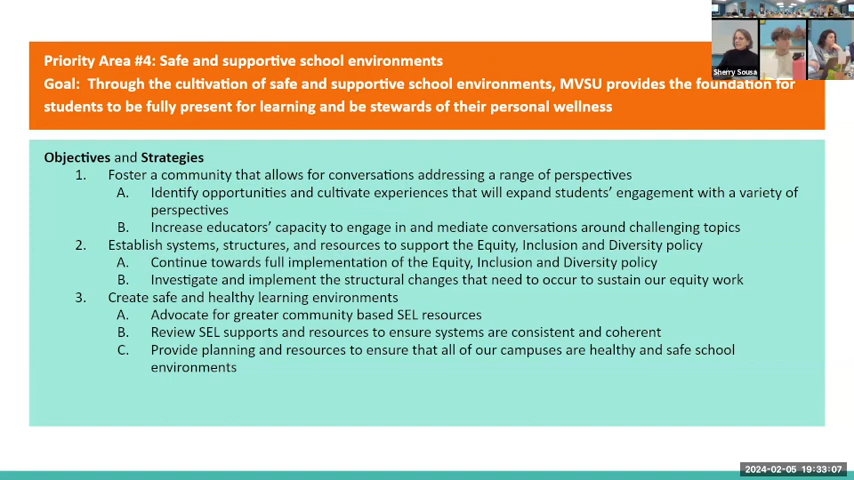 Priority Area #4: Safe and supportive school environments
Goal: Through the cultivation of safe and supportive school environments, MVSU provides the foundation for
students to be fully present for learning and be stewards of their personal wellness
Sherry Sousa
Objectives and Strategies
1. Foster a community that allows for conversations addressing a range of perspectives
A. Identify opportunities and cultivate experiences that will expand students' engagement with a variety of
perspectives
B. Increase educators' capacity to engage in and mediate conversations around challenging topics
2. Establish systems, structures, and resources to support the Equity, Inclusion and Diversity policy
A. Continue towards full implementation of the Equity, Inclusion and Diversity policy
B. Investigate and implement the structural changes that need to occur to sustain our equity work
3. Create safe and healthy learning environments
A. Advocate for greater community based SEL resources
B. Review SEL supports and resources to ensure systems are consistent and coherent
C. Provide planning and resources to ensure that all of our campuses are healthy and safe school
environments
2024-02-05 19:33:07